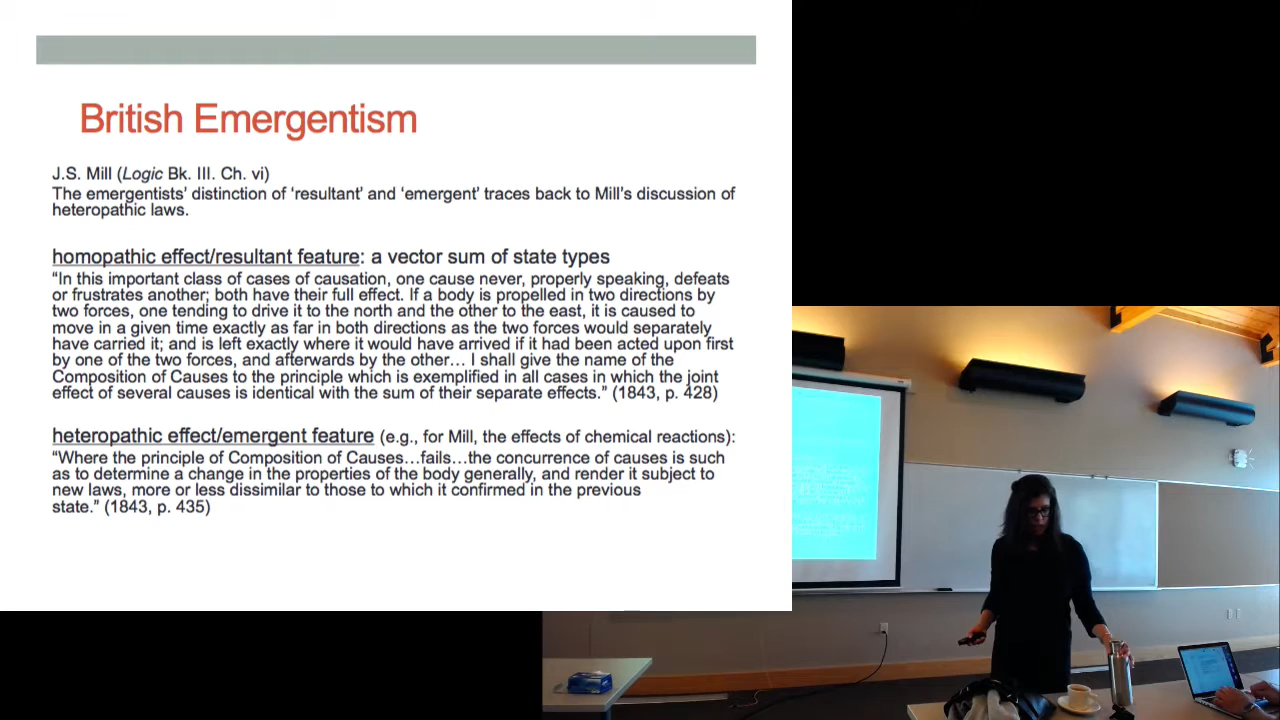 British Emergentism
J.S. Mill (Logic Bk. III. Ch. vi)
The emergentists' distinction of 'resultant' and 'emergent' traces back to Mill's discussion of
heteropathic laws.
homopathic effect/resultant feature: a vector sum of state types
“In this important class of cases of causation, one cause never, properly speaking, defeats
or frustrates another; both have their full effect. If a body is propelled in two directions by
two forces, one tending to drive it to the north and the other to the east, it is caused to
move in a given time exactly as far in both directions as the two forces would separately
have carried it; and is left exactly where it would have arrived if it had been acted upon first
by one of the two forces, and afterwards by the other… I shall give the name of the
Composition of Causes to the principle which is exemplified in all cases in which the joint
effect of several causes is identical with the sum of their separate effects.” (1843, p. 428)
heteropathic effect/emergent feature (e.g., for Mill, the effects of chemical reactions):
“Where the principle of Composition of Causes…fails…the concurrence of causes is such
as to determine a change in the properties of the body generally, and render it subject to
new laws, more or less dissimilar to those to which it confirmed in the previous
state.” (1843, p. 435)